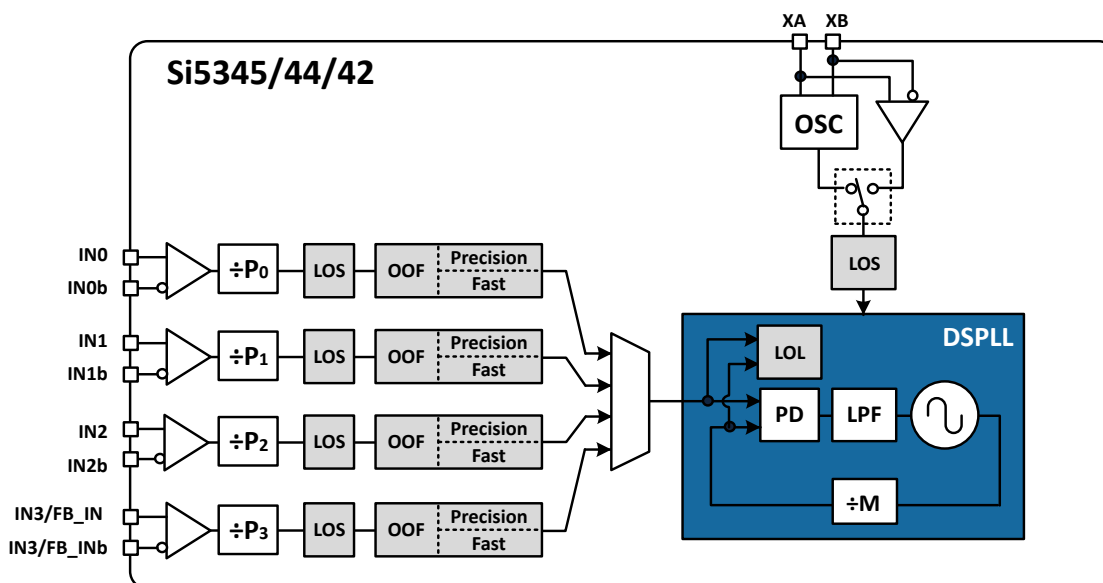 XA XB
Si5345/44/42
OSC
IN0
IN0b
÷P0
LOS
OOF
Precision
Fast
LOS
IN1
IN1b
÷P1
LOS
OOF
Precision
Fast
DSPLL
LOL
IN2
IN2b
÷P2
LOS
OOF
Precision
Fast
PD
LPF
IN3/FB_IN
IN3/FB_INb
÷P3
LOS
OOF
Precision
Fast
÷M